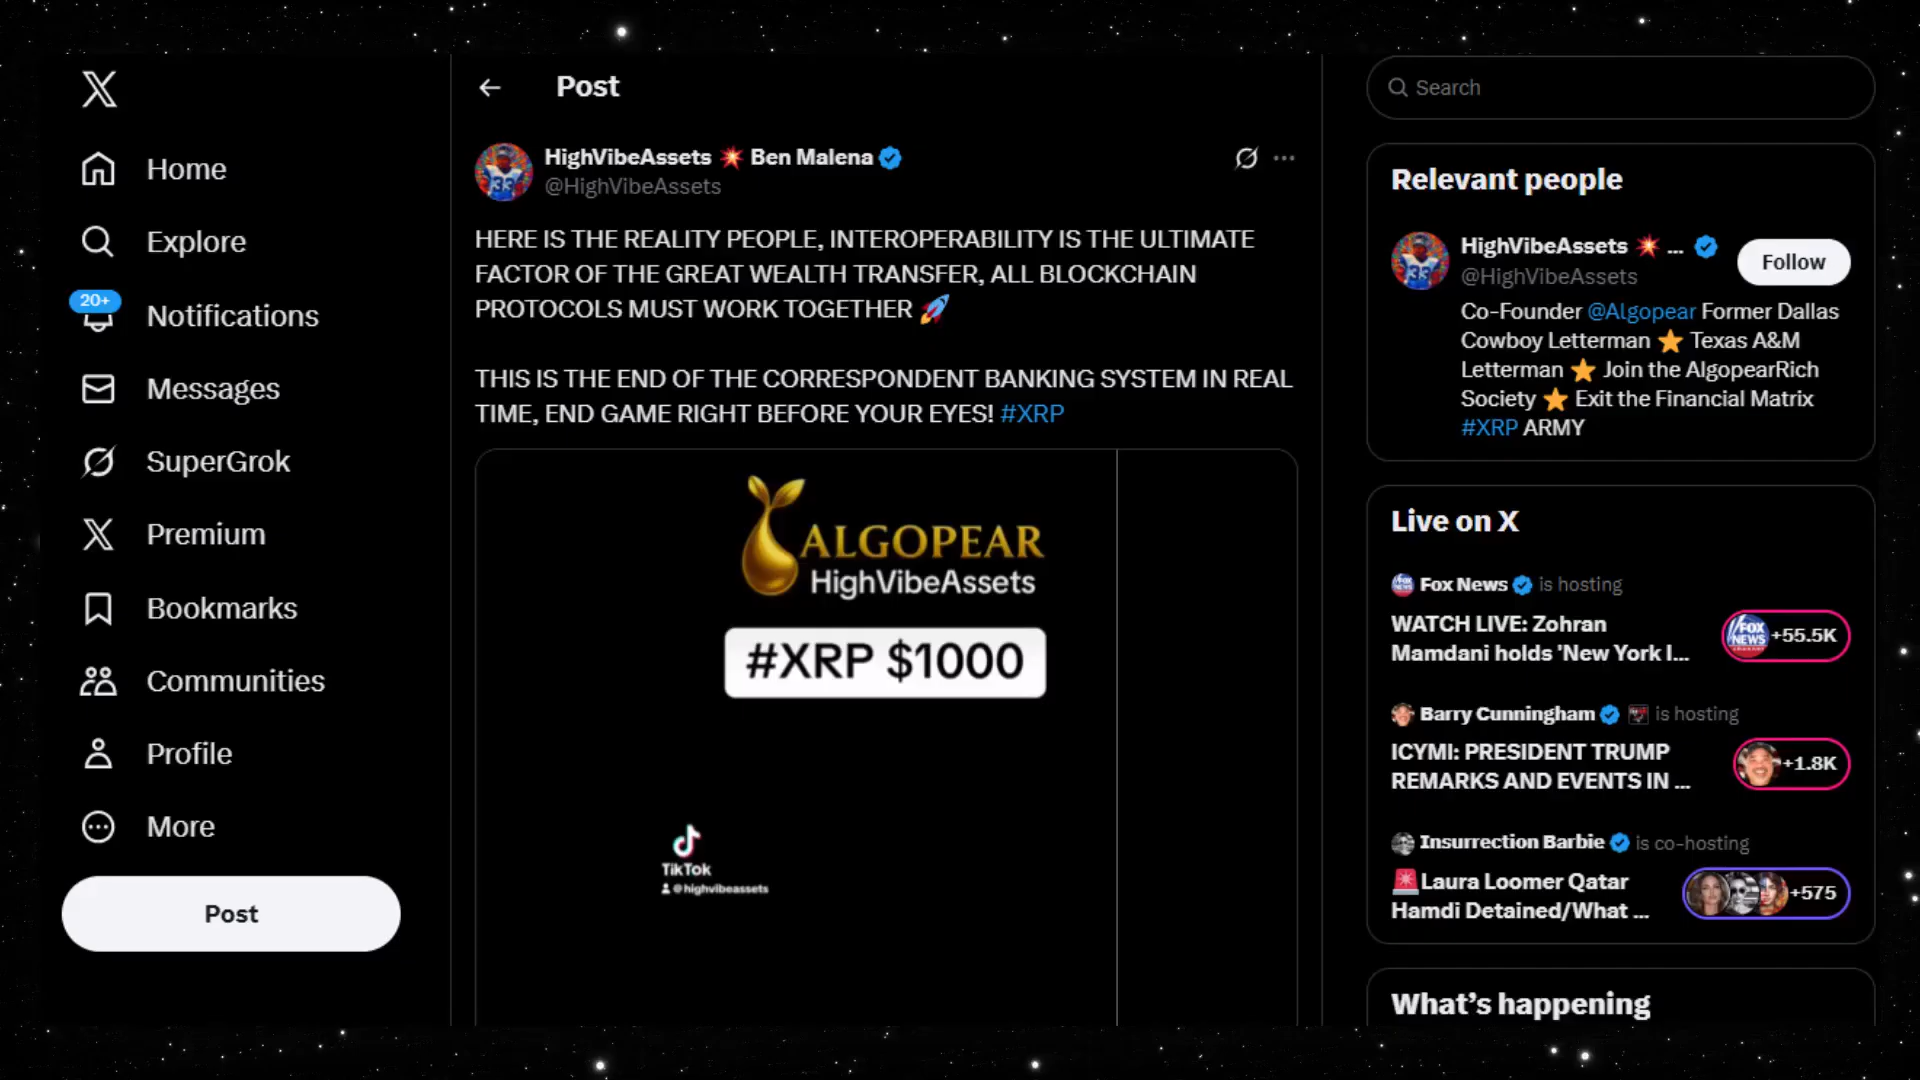 Home
Explore
20+
Notifications
Messages
SuperGrok
Premium
Bookmarks
Communities
Profile
More
Post
Post
HighVibeAssets 💥 Ben Malena
@HighVibeAssets
HERE IS THE REALITY PEOPLE, INTEROPERABILITY IS THE ULTIMATE
FACTOR OF THE GREAT WEALTH TRANSFER, ALL BLOCKCHAIN
PROTOCOLS MUST WORK TOGETHER 🚀
THIS IS THE END OF THE CORRESPONDENT BANKING SYSTEM IN REAL
TIME, END GAME RIGHT BEFORE YOUR EYES! #XRP
ALGOPEAR
HighVibeAssets
#XRP $1000
TikTok
@highvibeassets
Search
Relevant people
HighVibeAssets 💥 ...
@HighVibeAssets
Follow
Co-Founder @Algopear Former Dallas
Cowboy Letterman ⭐ Texas A&M
Letterman ⭐ Join the AlgopearRich
Society ⭐ Exit the Financial Matrix
#XRP ARMY
Live on X
Fox News is hosting
WATCH LIVE: Zohran
Mamdani holds 'New York I...
FOX NEWS
+55.5K
Barry Cunningham is hosting
ICYMI: PRESIDENT TRUMP
REMARKS AND EVENTS IN ...
+1.8K
Insurrection Barbie is co-hosting
🚨Laura Loomer Qatar
Hamdi Detained/What ...
+575
What's happening